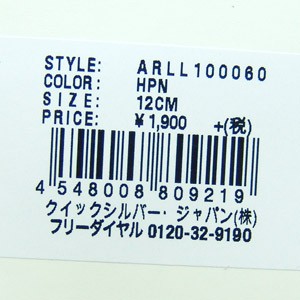 STYLE: ARLL100060
COLOR: HPN
SIZE: 12CM
PRICE: ¥1,900 +(税)
4 548008 809219
クイックシルバー・ジャパン(株)
フリーダイヤル 0120-32-9190